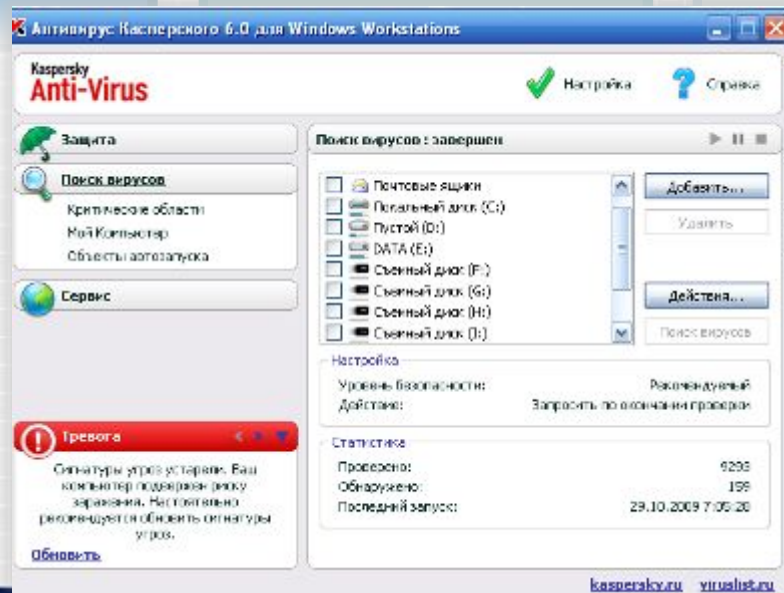 Антивирус Касперского 6.0 для Windows Workstations
Kaspersky
Anti-Virus
Настройка
Справка
Защита
Поиск вирусов
Критические области
Мой Компьютер
Объекты автозапуска
Сервис
Тревога
Сигнатуры угроз устарели. Ваш
компьютер подвержен риску
заражения. Настоятельно
рекомендуется обновить сигнатуры
угроз.
Обновить
Поиск вирусов : завершен
Почтовые ящики
Локальный диск (C:)
Пустой (D:)
DATA (E:)
Съемный диск (F:)
Съемный диск (G:)
Съемный диск (H:)
Съемный диск (I:)
Добавить...
Удалить
Действия...
Поиск вирусов
Настройка
Уровень безопасности: Рекомендуемый
Действие: Запросить по окончании проверки
Статистика
Проверено: 9293
Обнаружено: 159
Последний запуск: 29.10.2009 7:05:28
kaspersky.ru viruslist.ru